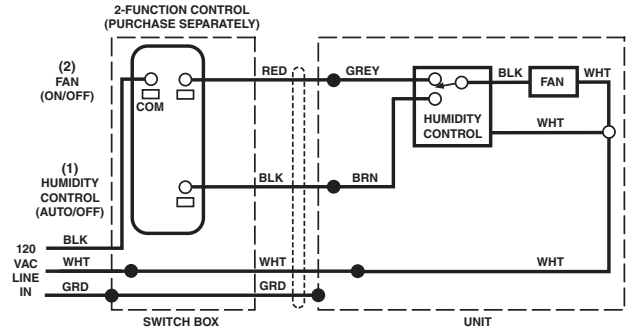 2-FUNCTION CONTROL
(PURCHASE SEPARATELY)
(2)
FAN
(ON/OFF)
COM
RED
GREY
BLK
FAN
WHT
HUMIDITY
CONTROL
WHT
(1)
HUMIDITY
CONTROL
(AUTO/OFF)
BLK
BRN
120
VAC
LINE
IN
BLK
WHT
WHT
WHT
GRD
GRD
SWITCH BOX
UNIT